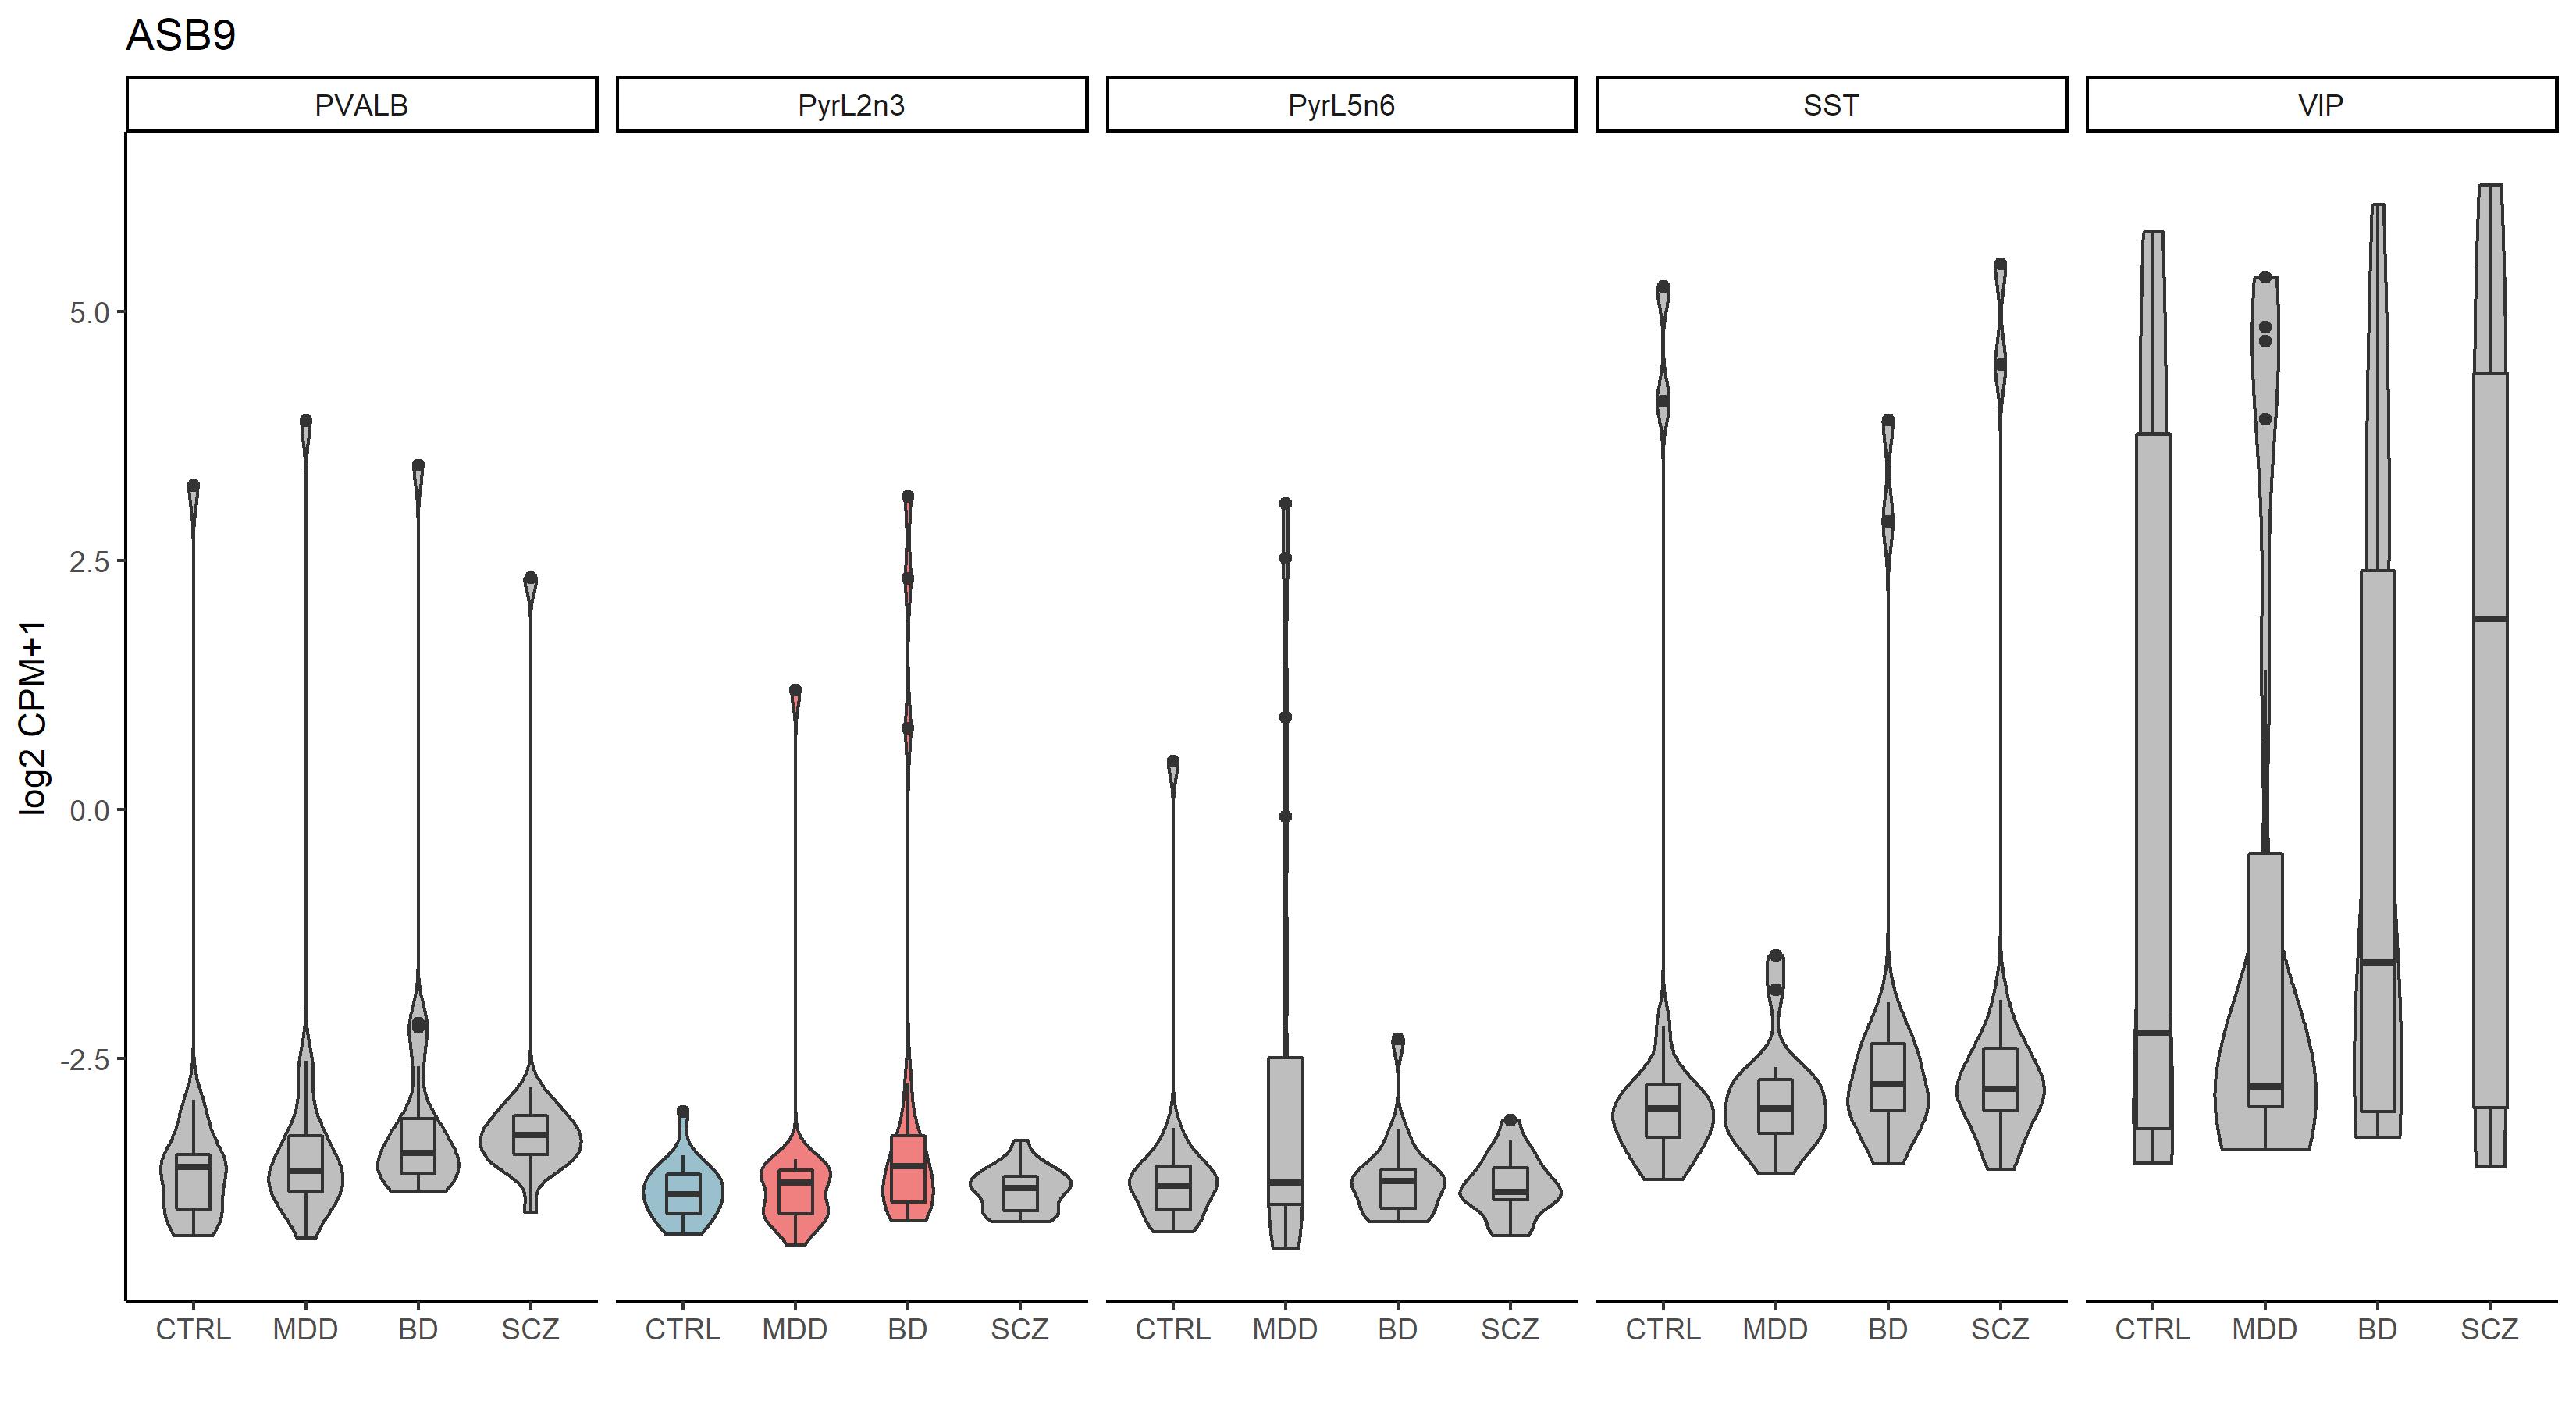 ASB9
PVALB PyrL2n3 PyrL5n6 SST VIP
log2 CPM+1
5.0
2.5
0.0
-2.5
CTRL MDD BD SCZ CTRL MDD BD SCZ CTRL MDD BD SCZ CTRL MDD BD SCZ CTRL MDD BD SCZ